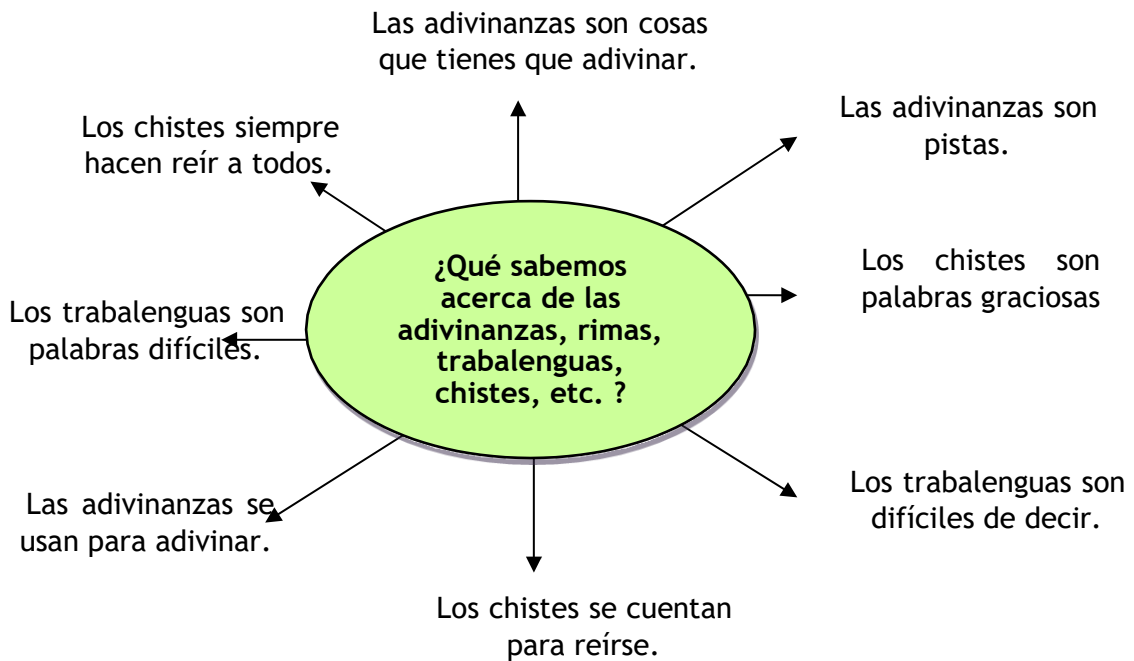 Las adivinanzas son cosas
que tienes que adivinar.
Los chistes siempre
hacen reír a todos.
Las adivinanzas son
pistas.
¿Qué sabemos
acerca de las
adivinanzas, rimas,
trabalenguas,
chistes, etc. ?
Los chistes son
palabras graciosas
Los trabalenguas son
palabras difíciles.
Las adivinanzas se
usan para adivinar.
Los trabalenguas son
difíciles de decir.
Los chistes se cuentan
para reírse.